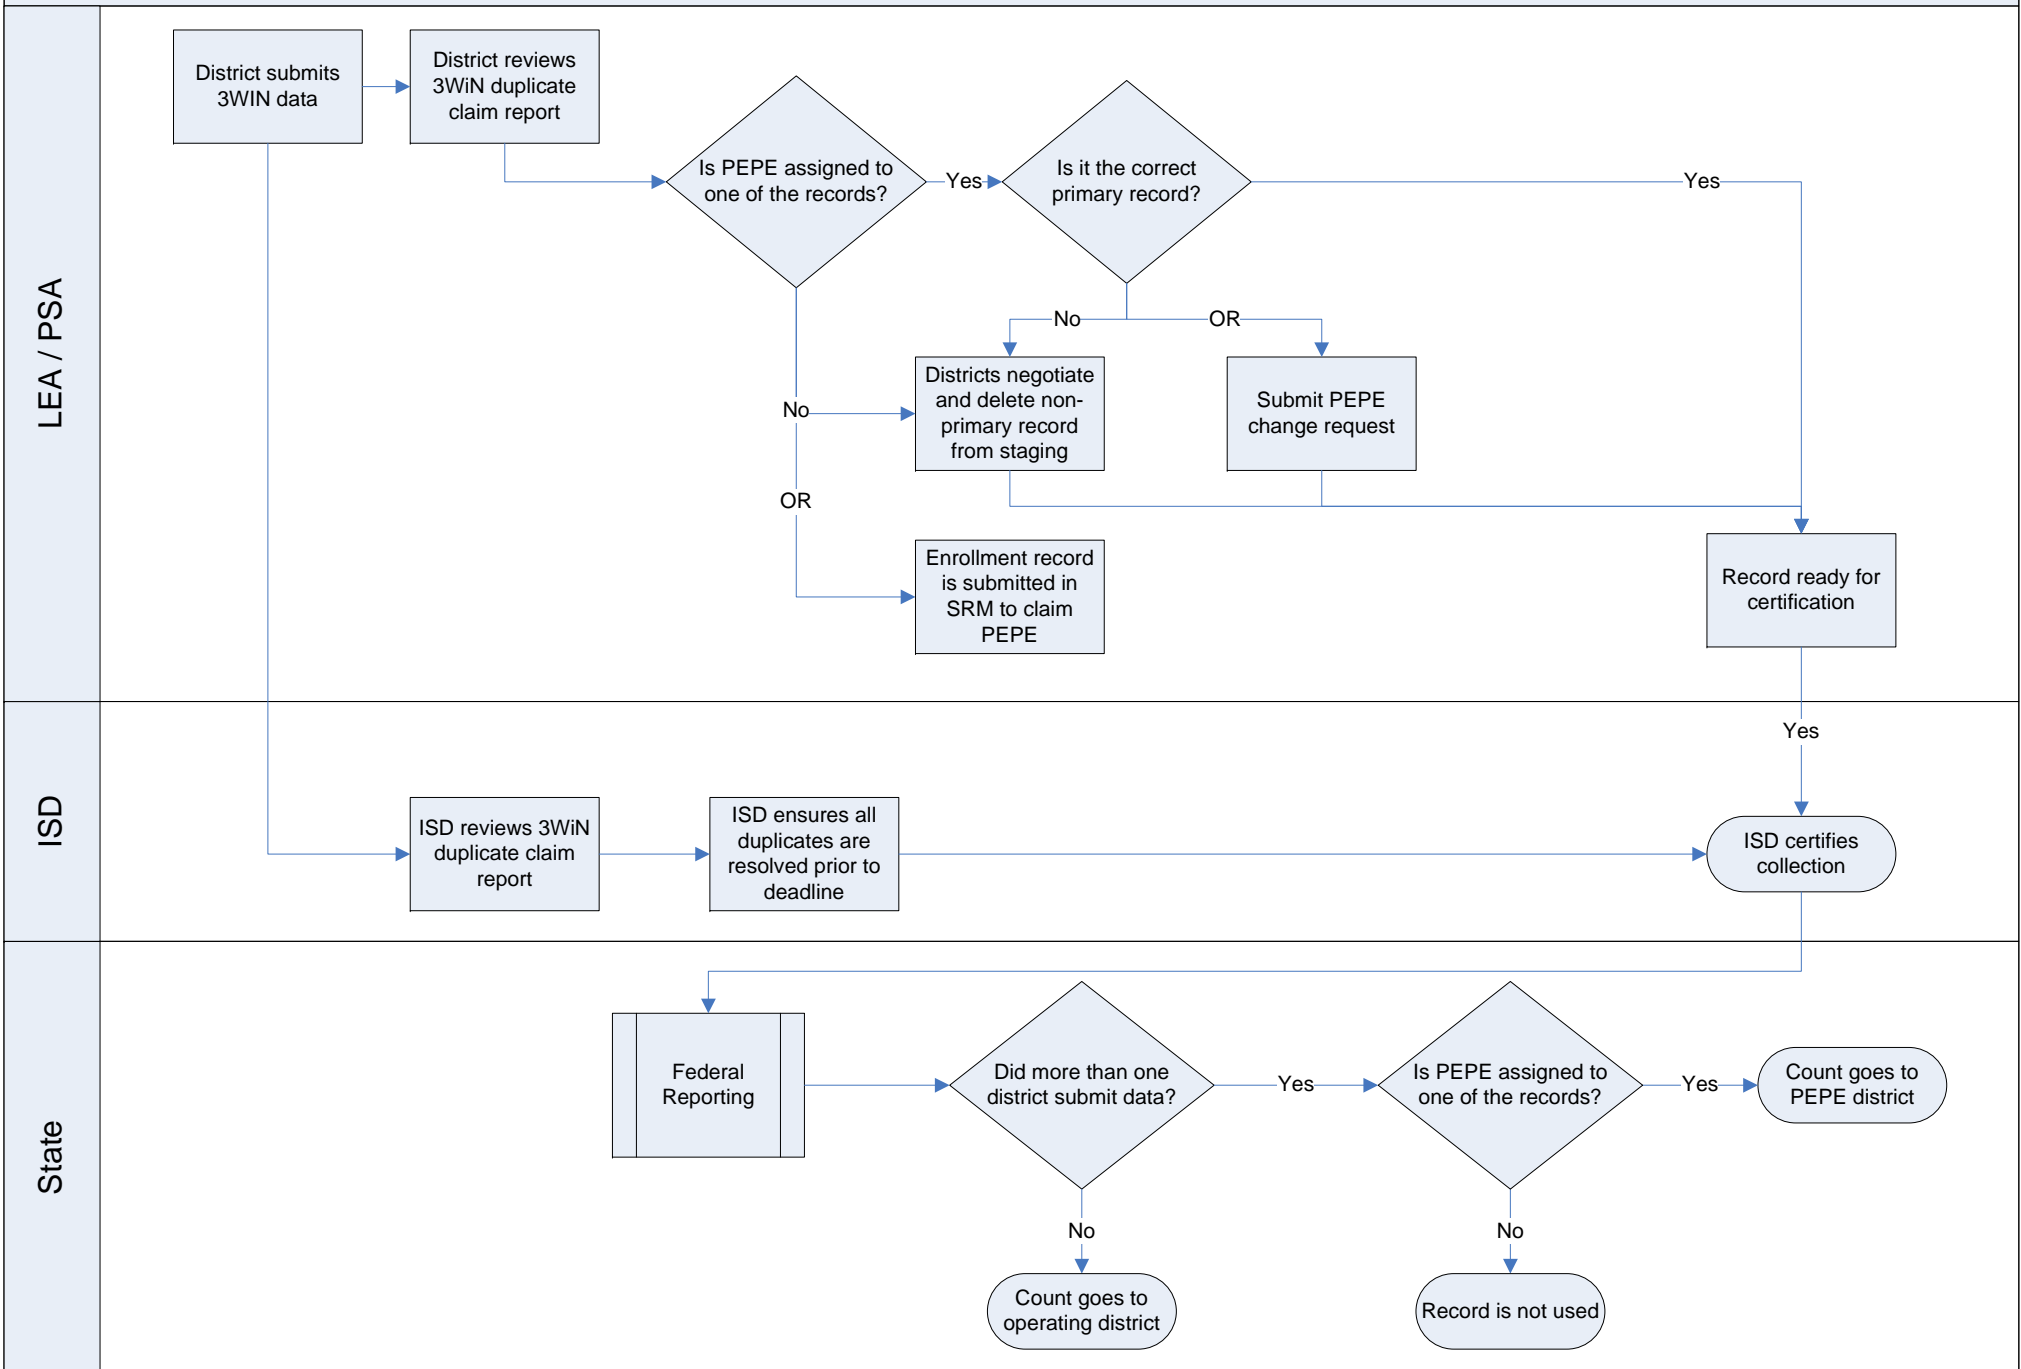 LEA / PSA
District submits
3WIN data
District reviews
3WiN duplicate
claim report
Is PEPE assigned to
one of the records?
Yes
Is it the correct
primary record?
Yes
No
OR
No
Districts negotiate
and delete non-
primary record
from staging
Submit PEPE
change request
OR
Enrollment record
is submitted in
SRM to claim
PEPE
Record ready for
certification
Yes
ISD
ISD reviews 3WiN
duplicate claim
report
ISD ensures all
duplicates are
resolved prior to
deadline
ISD certifies
collection
State
Federal
Reporting
Did more than one
district submit data?
Yes
Is PEPE assigned to
one of the records?
Yes
Count goes to
PEPE district
No
No
Count goes to
operating district
Record is not used